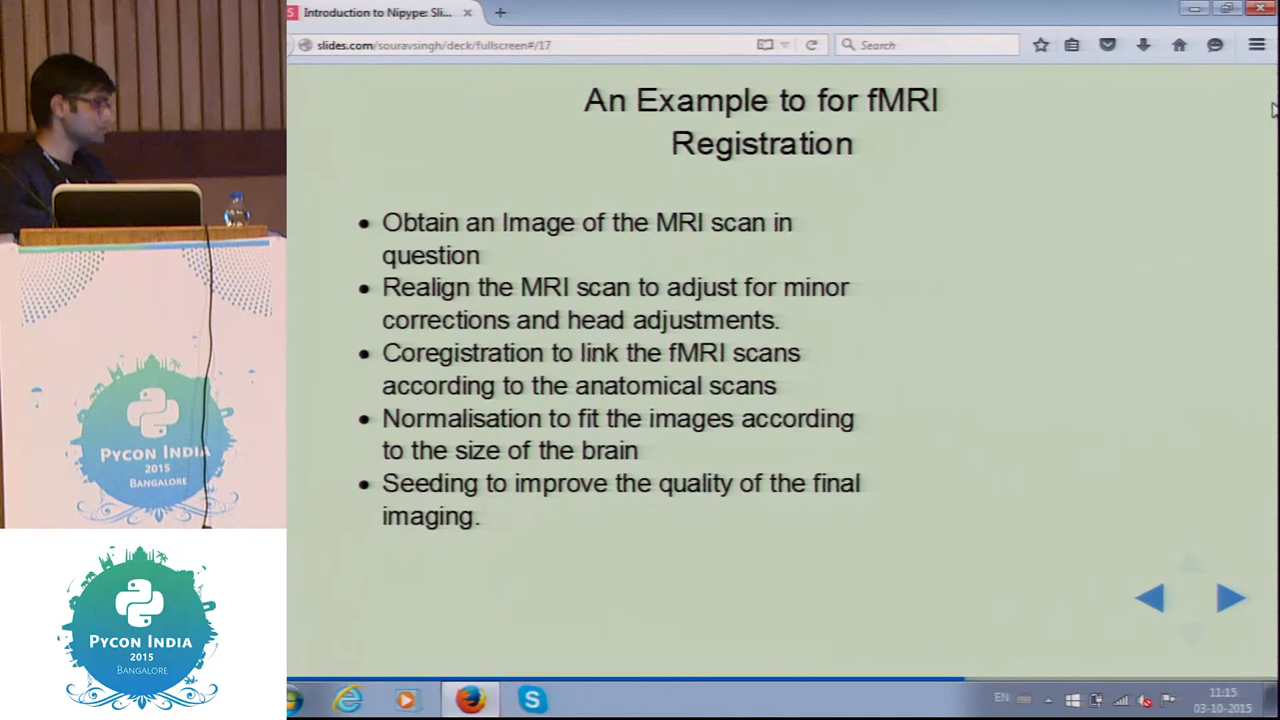 Introduction to Nipype: Sli...
slides.com/souravsingh/deck/fullscreen#/17
Search
An Example to for fMRI
Registration
Obtain an Image of the MRI scan in
question
Realign the MRI scan to adjust for minor
corrections and head adjustments.
Coregistration to link the fMRI scans
according to the anatomical scans
Normalisation to fit the images according
to the size of the brain
Seeding to improve the quality of the final
imaging.
EN
11:15
03-10-2015
PYCON INDIA
2015
BANGALORE
PYCON INDIA
2015
BANGALORE